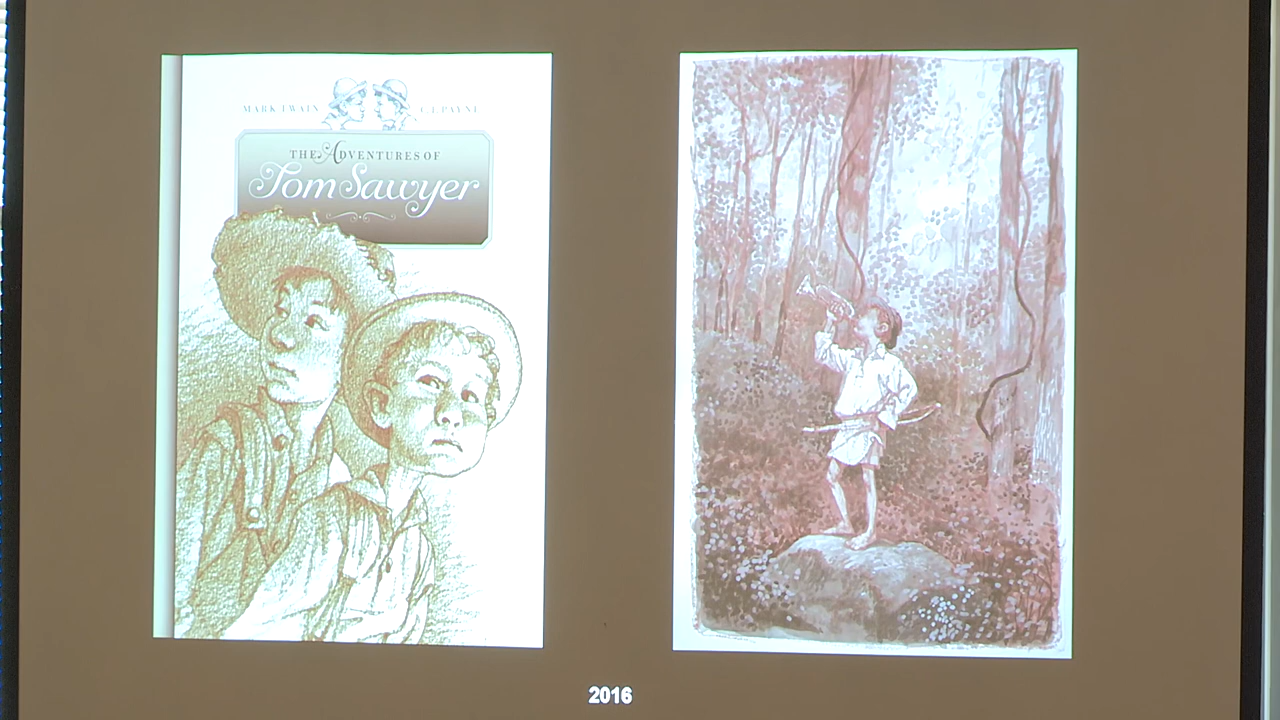 MARK TWAIN C.F. PAYNE
THE ADVENTURES OF
Tom Sawyer
2016